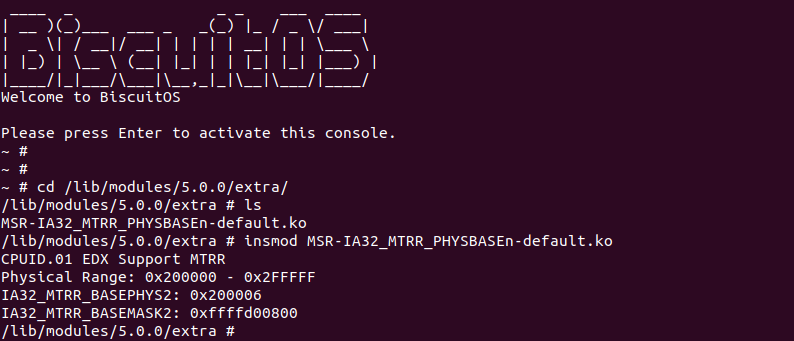 ____  _                _ _    ___  ____
| __ )(_)___  ___ _   _(_) |_ / _ \/ ___|
|  _ \| / __|/ __| | | | | __| | | \___ \
| |_) | \__ \ (__| |_| | | |_| |_| |___) |
|____/|_|___/\___|\__,_|_|\__|\___/|____/
Welcome to BiscuitOS
Please press Enter to activate this console.
~ #
~ #
~ # cd /lib/modules/5.0.0/extra/
/lib/modules/5.0.0/extra # ls
MSR-IA32_MTRR_PHYSBASEn-default.ko
/lib/modules/5.0.0/extra # insmod MSR-IA32_MTRR_PHYSBASEn-default.ko
CPUID.01 EDX Support MTRR
Physical Range: 0x200000 - 0x2FFFFF
IA32_MTRR_BASEPHYS2: 0x200006
IA32_MTRR_BASEMASK2: 0xffffd00800
/lib/modules/5.0.0/extra #